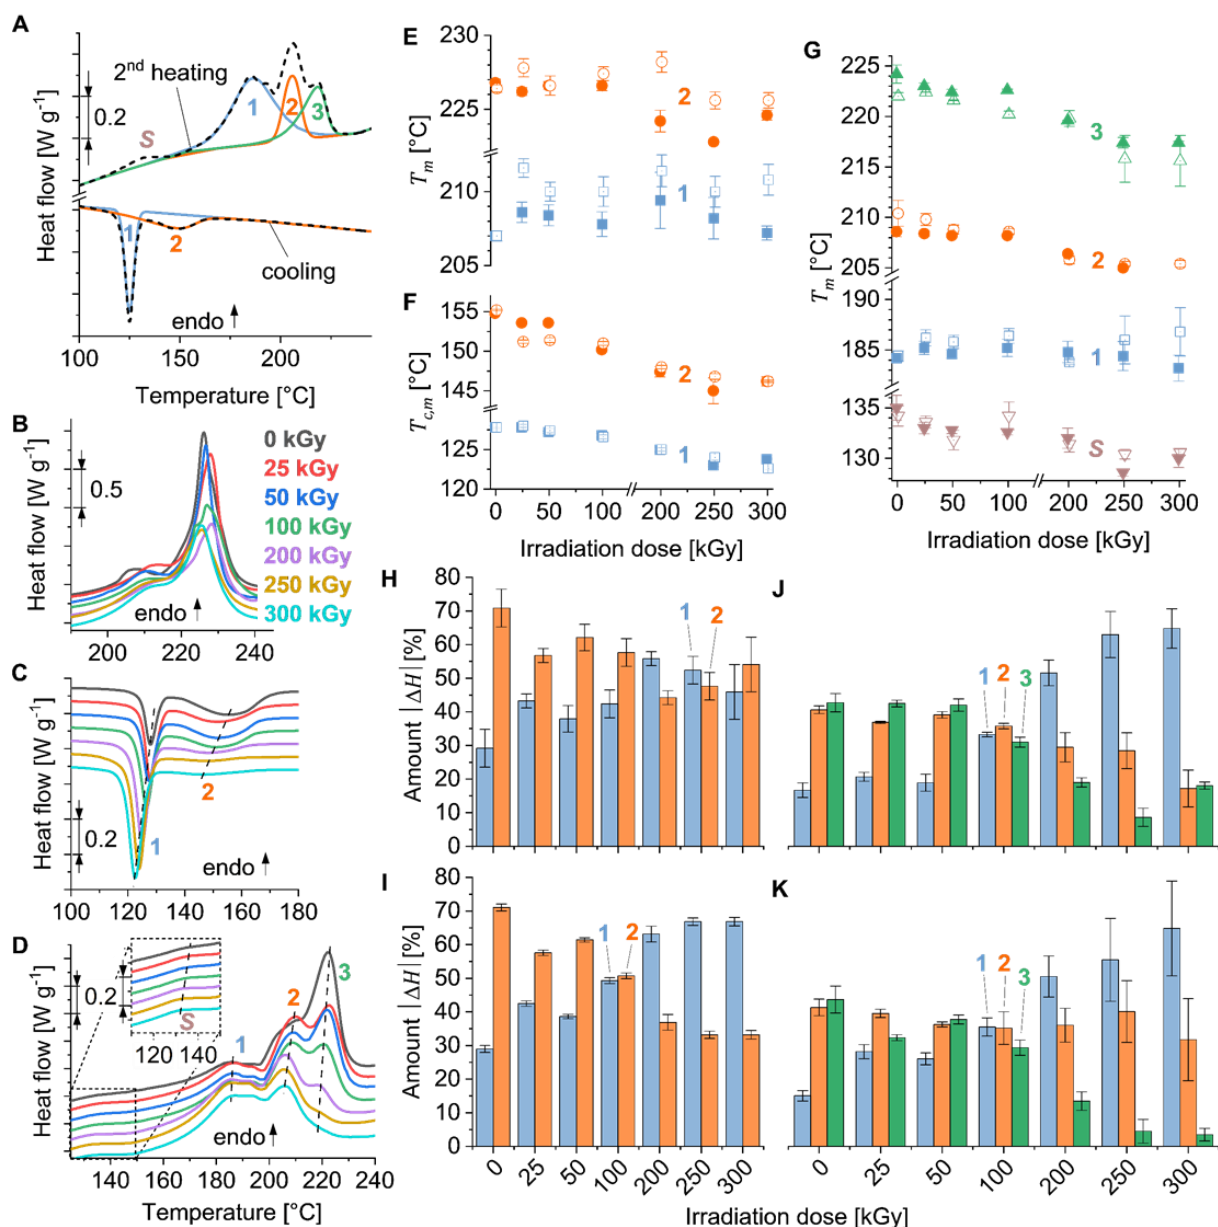 A
Heat flow [W g⁻¹]
2ⁿᵈ heating
0.2
S
1
2
3
1
2
cooling
endo
100 150 200
Temperature [°C]
B
Heat flow [W g⁻¹]
0.5
0 kGy
25 kGy
50 kGy
100 kGy
200 kGy
250 kGy
300 kGy
endo
200 220 240
C
Heat flow [W g⁻¹]
0.2
1
2
endo
100 120 140 160 180
D
Heat flow [W g⁻¹]
0.2
S
120 140
1
2
3
endo
140 160 180 200 220 240
Temperature [°C]
E
Tm [°C]
230
225
210
205
2
1
F
Tc,m [°C]
155
150
145
125
120
2
1
0 50 100 200 250 300
Irradiation dose [kGy]
G
Tm [°C]
225
220
215
210
205
190
185
135
130
3
2
1
S
0 50 100 200 250 300
Irradiation dose [kGy]
H
Amount |ΔH| [%]
80
70
60
50
40
30
20
10
0
1
2
I
Amount |ΔH| [%]
80
70
60
50
40
30
20
10
0
1
2
0 25 50 100 200 250 300
J
1
2
3
K
1
2
3
0 25 50 100 200 250 300
Irradiation dose [kGy]